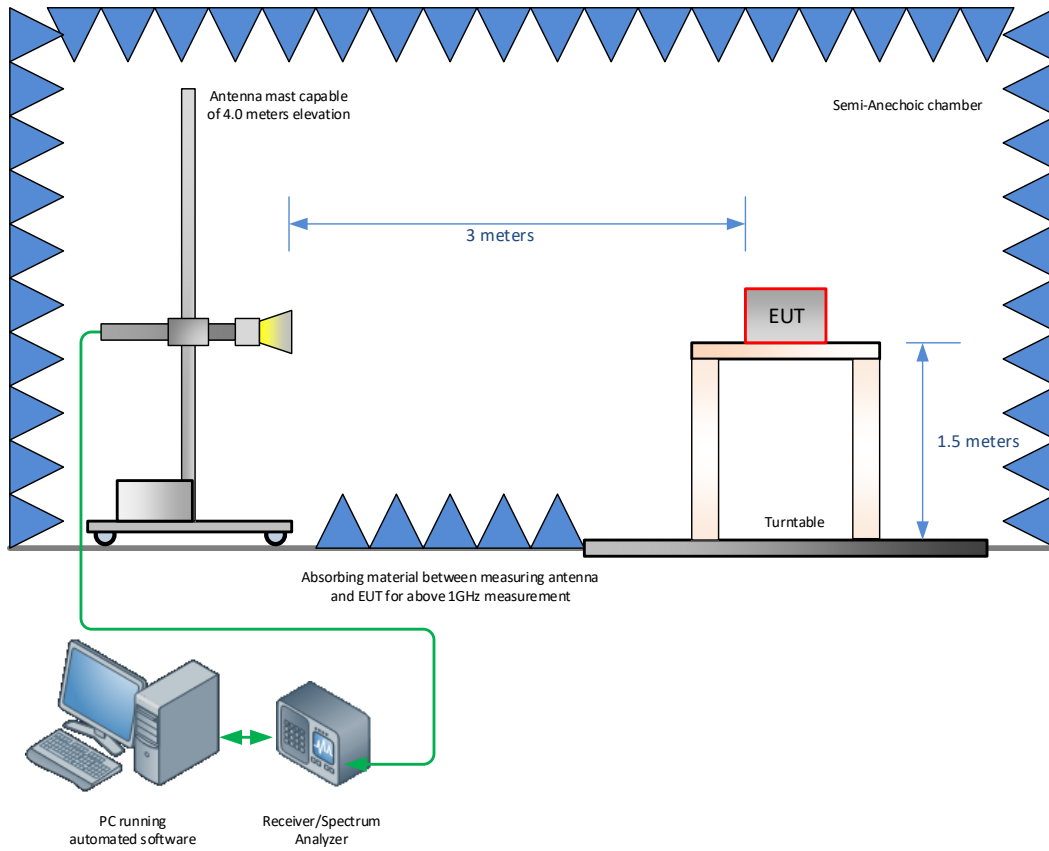 Antenna mast capable
of 4.0 meters elevation
Semi-Anechoic chamber
3 meters
EUT
1.5 meters
Turntable
Absorbing material between measuring antenna
and EUT for above 1GHz measurement
PC running
automated software
Receiver/Spectrum
Analyzer